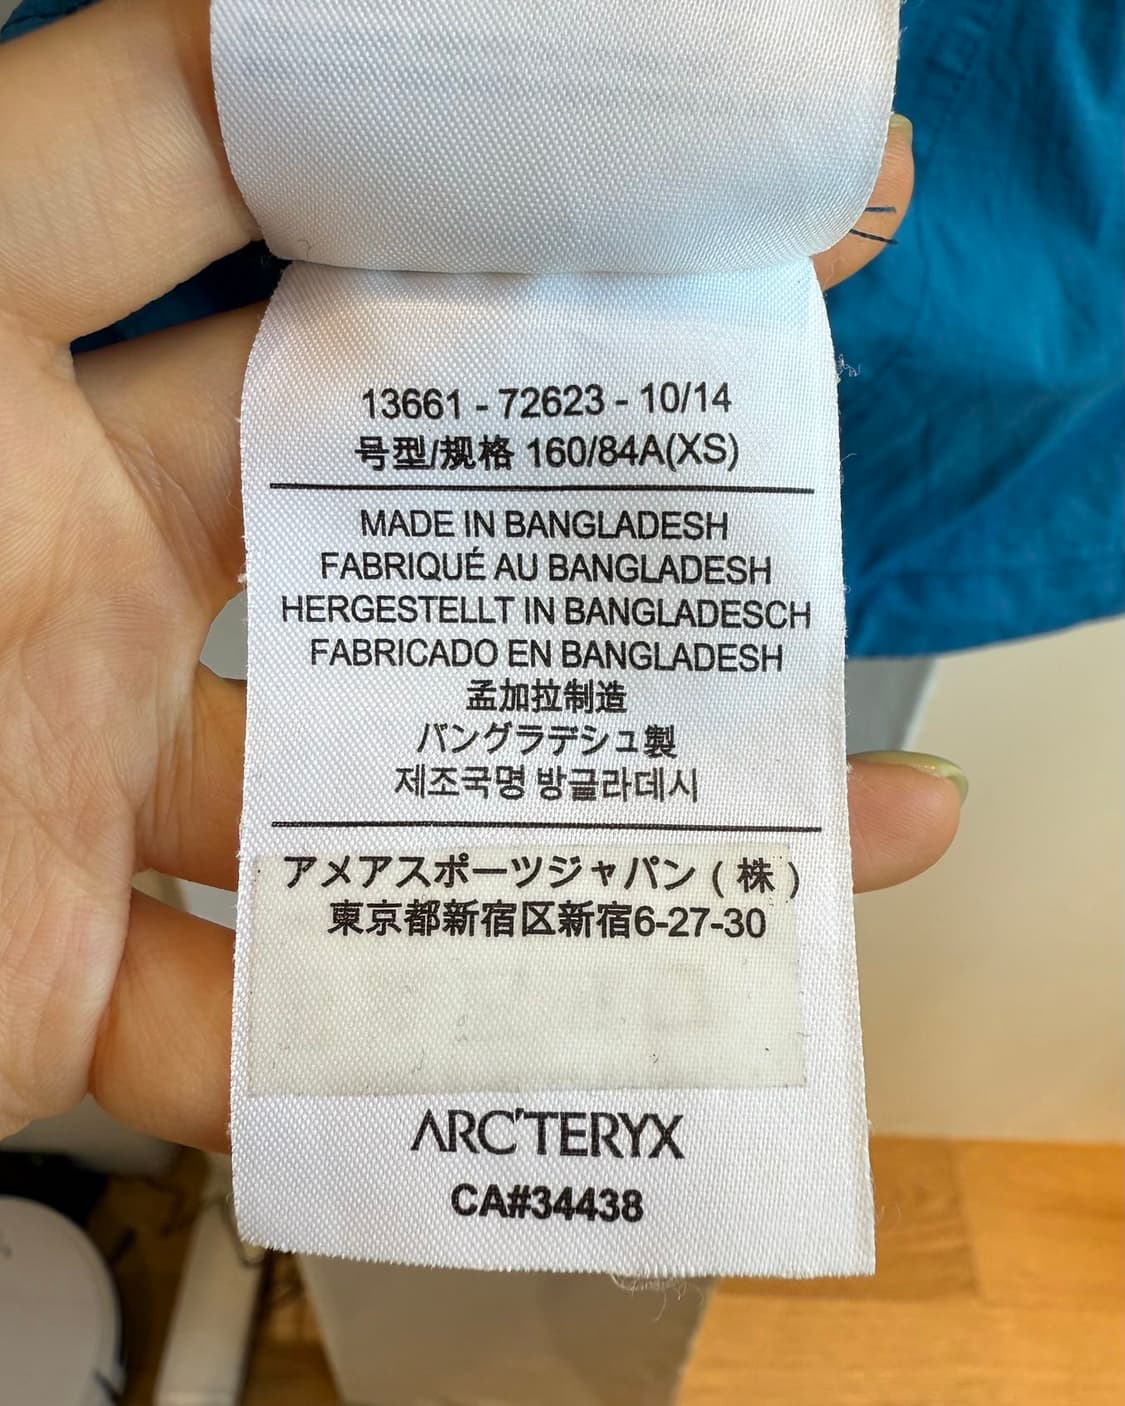 13661 - 72623 - 10/14
号型/规格 160/84A(XS)
MADE IN BANGLADESH
FABRIQUÉ AU BANGLADESH
HERGESTELLT IN BANGLADESCH
FABRICADO EN BANGLADESH
孟加拉制造
バングラデシュ製
제조국명 방글라데시
アメアスポーツジャパン (株)
東京都新宿区新宿6-27-30
ARC'TERYX
CA#34438